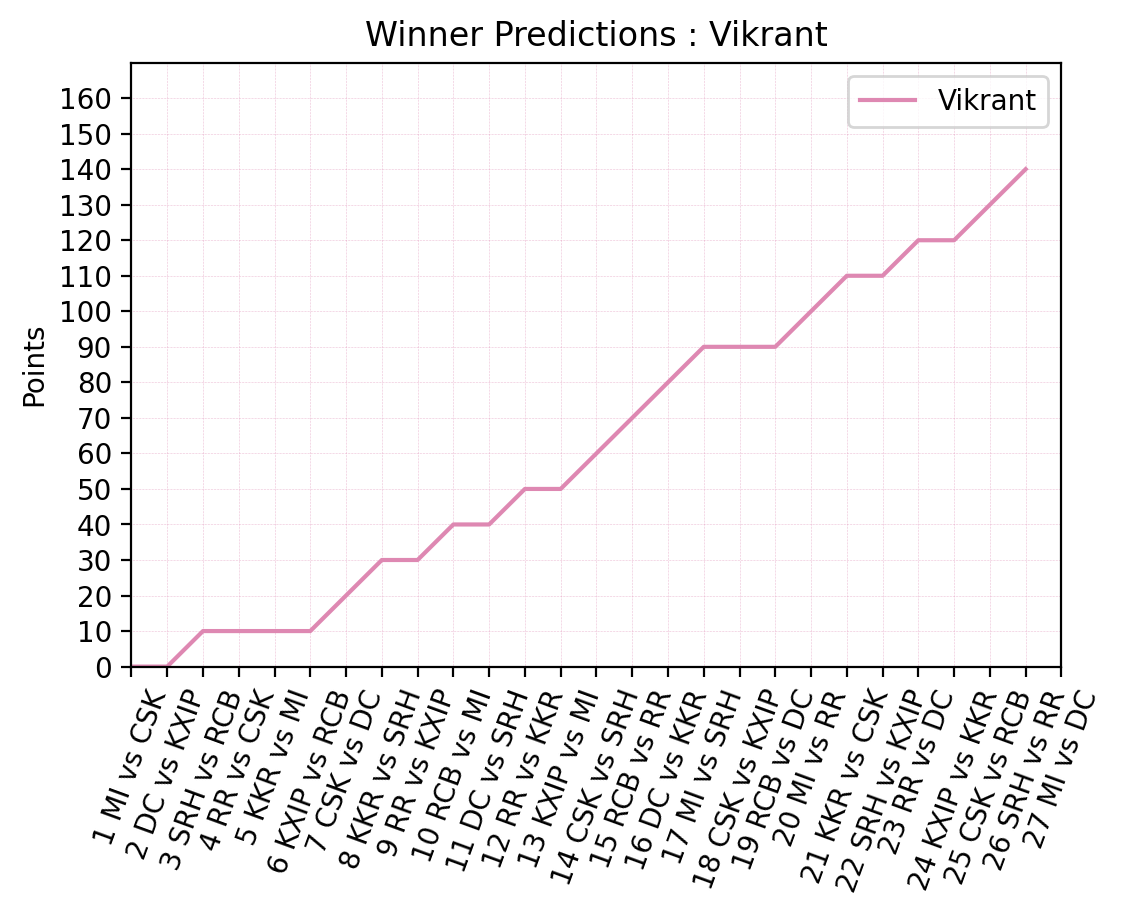 Winner Predictions : Vikrant
Vikrant
Points
160
150
140
130
120
110
100
90
80
70
60
50
40
30
20
10
0
1 MI vs CSK
2 DC vs KXIP
3 SRH vs RCB
4 RR vs CSK
5 KKR vs MI
6 KXIP vs RCB
7 CSK vs DC
8 KKR vs SRH
9 RR vs KXIP
10 RCB vs MI
11 DC vs SRH
12 RR vs KKR
13 KXIP vs MI
14 CSK vs SRH
15 RCB vs RR
16 DC vs KKR
17 MI vs SRH
18 CSK vs KXIP
19 RCB vs DC
20 MI vs RR
21 KKR vs CSK
22 SRH vs KXIP
23 RR vs DC
24 KXIP vs KKR
25 CSK vs RCB
26 SRH vs RR
27 MI vs DC